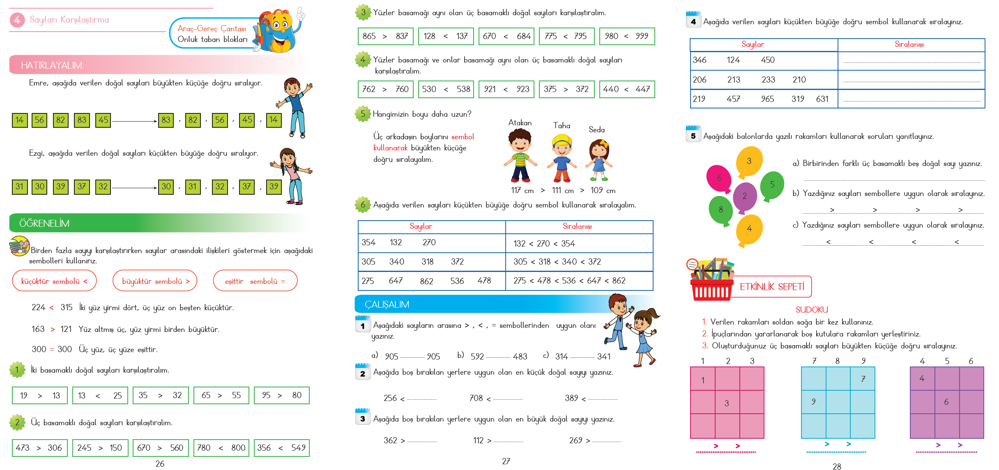 4 Sayıları Karşılaştırma
Araç-Gereç Çantası
Onluk taban blokları
HATIRLAYALIM
Emre, aşağıda verilen doğal sayıları büyükten küçüğe doğru sıralıyor.
14 56 82 83 45 83 , 82 , 56 , 45 , 14
Ezgi, aşağıda verilen doğal sayıları küçükten büyüğe doğru sıralıyor.
31 30 39 37 32 30 , 31 , 32 , 37 , 39
ÖĞRENELİM
Birden fazla sayıyı karşılaştırırken sayılar arasındaki ilişkileri göstermek için aşağıdaki
sembolleri kullanırız.
küçüktür sembolü < büyüktür sembolü > eşittir sembolü =
224 < 315 İki yüz yirmi dört, üç yüz on beşten küçüktür.
163 > 121 Yüz altmış üç, yüz yirmi birden büyüktür.
300 = 300 Üç yüz, üç yüze eşittir.
1 İki basamaklı doğal sayıları karşılaştıralım.
19 > 13 13 < 25 35 > 32 65 > 55 95 > 80
2 Üç basamaklı doğal sayıları karşılaştıralım.
473 > 306 245 > 150 670 > 560 780 < 800 356 < 549
26
3 Yüzler basamağı aynı olan üç basamaklı doğal sayıları karşılaştıralım.
865 > 837 128 < 137 670 < 684 775 < 795 980 < 999
4 Yüzler basamağı ve onlar basamağı aynı olan üç basamaklı doğal sayıları
karşılaştıralım.
762 > 760 530 < 538 921 < 923 375 > 372 440 < 447
5 Hangimizin boyu daha uzun?
Atakan Taha Seda
Üç arkadaşın boylarını sembol
kullanarak büyükten küçüğe
doğru sıralayalım.
117 cm > 111 cm > 109 cm
6 Aşağıda verilen sayıları küçükten büyüğe doğru sembol kullanarak sıralayalım.
Sayılar Sıralanışı
354 132 270 132 < 270 < 354
305 340 318 372 305 < 318 < 340 < 372
275 647 862 536 478 275 < 478 < 536 < 647 < 862
ÇALIŞALIM
1 Aşağıdaki sayıların arasına > , < , = sembollerinden uygun olanı
yazınız.
a) 905 .................... 905 b) 592 .................... 483 c) 314 .................... 341
2 Aşağıda boş bırakılan yerlere uygun olan en küçük doğal sayıyı yazınız.
256 < ........................ 708 < ........................ 389 < ........................
3 Aşağıda boş bırakılan yerlere uygun olan en büyük doğal sayıyı yazınız.
362 > ........................ 112 > ........................ 269 > ........................
27
4 Aşağıda verilen sayıları küçükten büyüğe doğru sembol kullanarak sıralayınız.
Sayılar Sıralanışı
346 124 450
206 213 233 210
219 457 965 319 631
5 Aşağıdaki balonlarda yazılı rakamları kullanarak soruları yanıtlayınız.
3
6
5
2
8
4
a) Birbirinden farklı üç basamaklı beş doğal sayı yazınız.
b) Yazdığınız sayıları sembollere uygun olarak sıralayınız.
> > > >
c) Yazdığınız sayıları sembollere uygun olarak sıralayınız.
< < < <
ETKİNLİK SEPETİ
SUDOKU
1. Verilen rakamları soldan sağa bir kez kullanınız.
2. İpuçlarından yararlanarak boş kutulara rakamları yerleştiriniz.
3. Oluşturduğunuz üç basamaklı sayıları büyükten küçüğe doğru sıralayınız.
1 2 3 7 8 9 4 5 6
1 7 4
3 9 6
> > > > > >
28